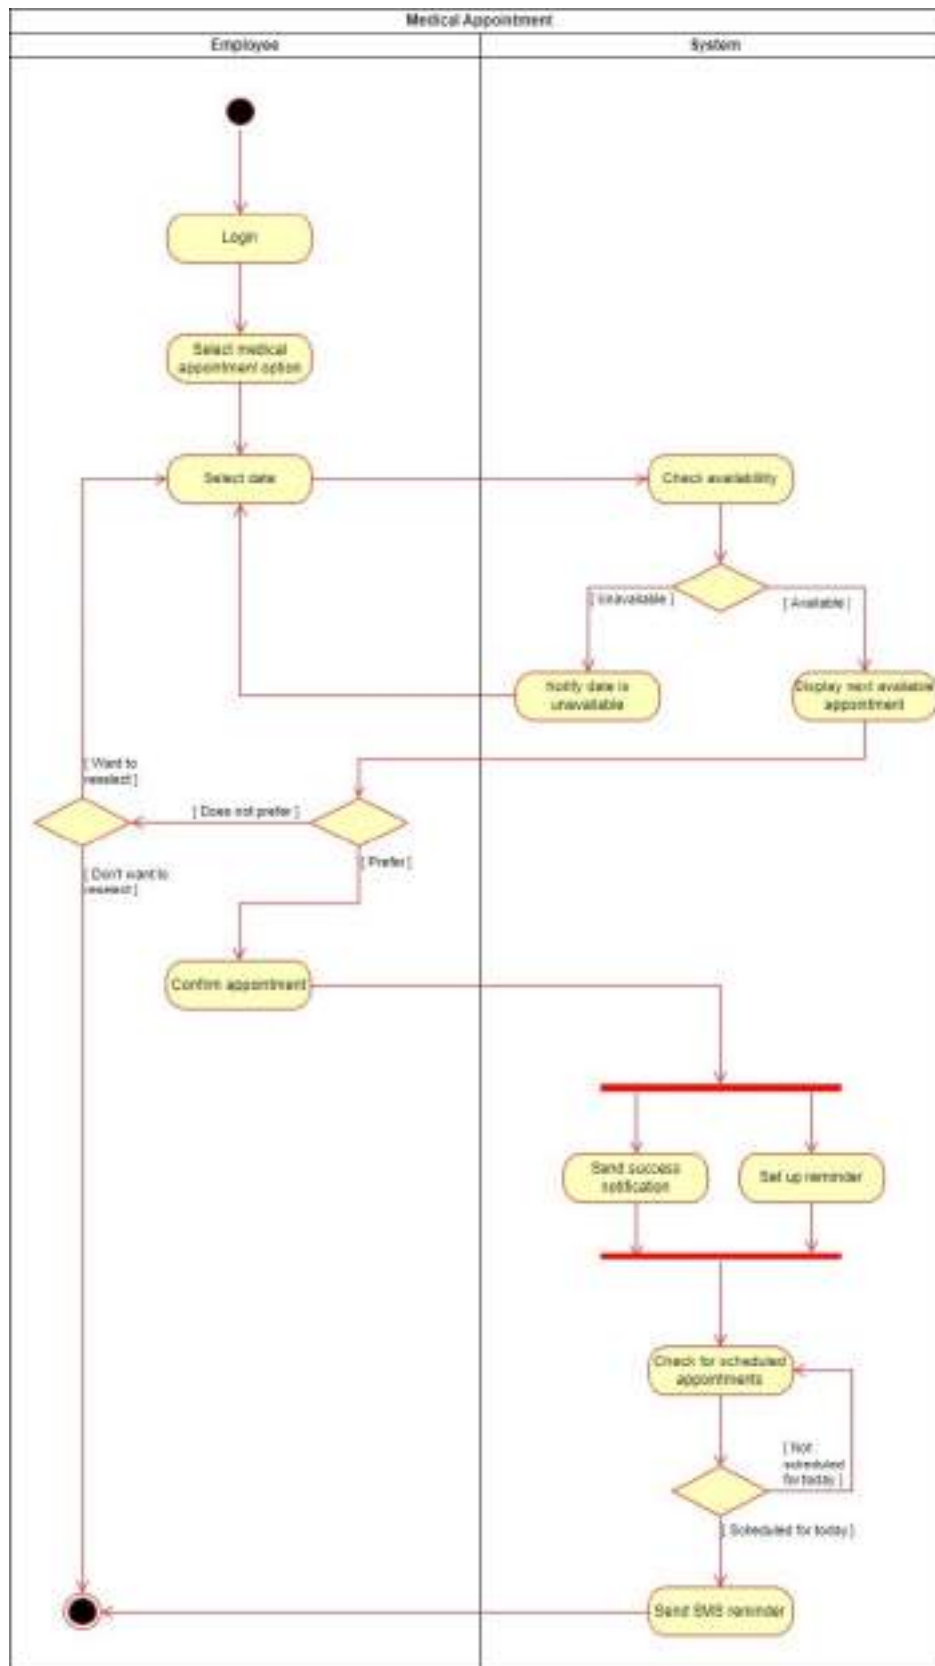 Medical Appointment
Employee
System
Login
Select medical
appointment option
Select date
Check availability
[ Unavailable ]
[ Available ]
Notify date is
unavailable
Display next available
appointment
[ Want to
reselect ]
[ Does not prefer ]
[ Prefer ]
[ Don't want to
reselect ]
Confirm appointment
Send success
notification
Set up reminder
Check for scheduled
appointments
[ Not
scheduled
for today ]
[ Scheduled for today ]
Send SMS reminder